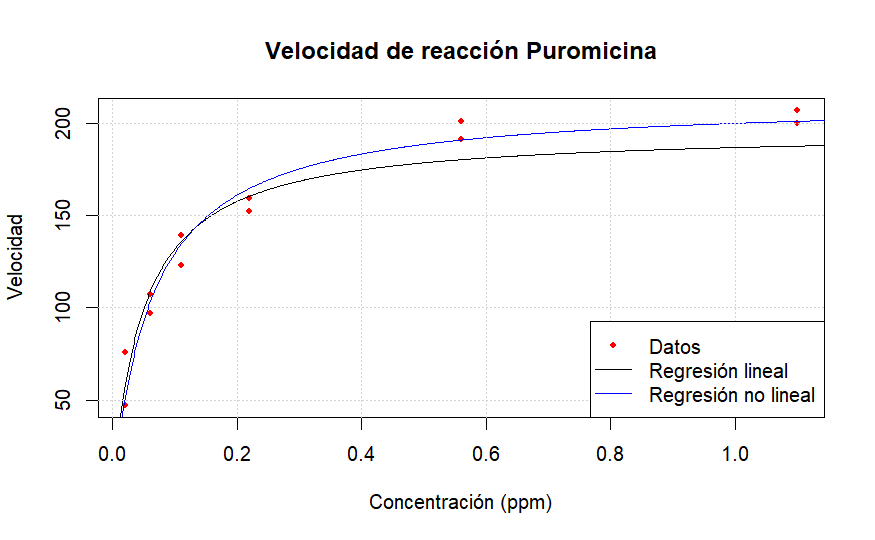 Velocidad de reacción Puromicina
Velocidad
200
150
100
50
Datos
Regresión lineal
Regresión no lineal
0.0 0.2 0.4 0.6 0.8 1.0
Concentración (ppm)